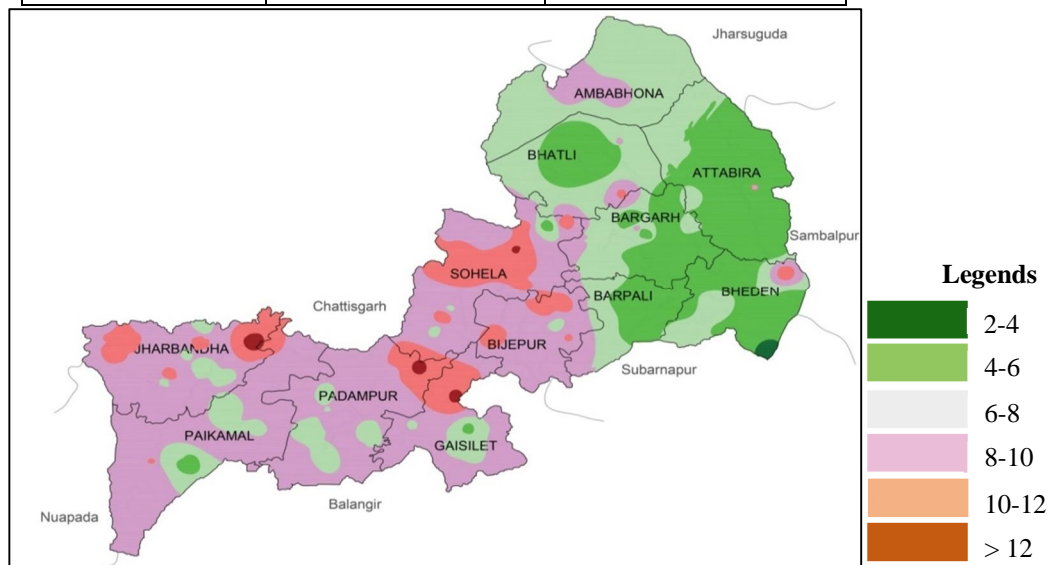 Jharsuguda
AMBABHONA
BHATLI
ATTABIRA
BARGARH
Sambalpur
SOHELA
Legends
BHEDEN
BARPALI
Chattisgarh
2-4
JHARBANDHA
BIJEPUR
4-6
Subarnapur
PADAMPUR
6-8
PAIKAMAL
GAISILET
8-10
Balangir
10-12
Nuapada
> 12